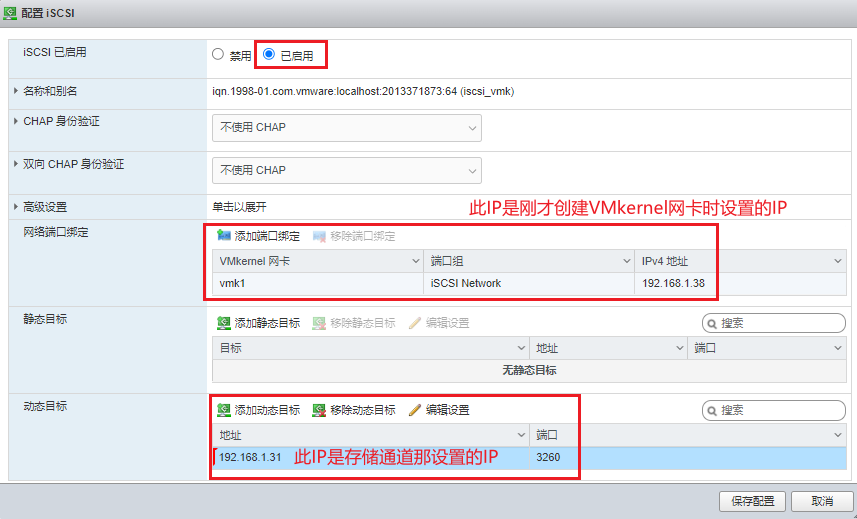 配置 iSCSI
iSCSI 已启用
禁用 已启用
名称和别名 iqn.1998-01.com.vmware:localhost:2013371873:64 (iscsi_vmk)
CHAP 身份验证 不使用 CHAP
双向 CHAP 身份验证 不使用 CHAP
高级设置 单击以展开
此IP是刚才创建VMkernel网卡时设置的IP
网络端口绑定 添加端口绑定 移除端口绑定
VMkernel 网卡 端口组 IPv4 地址
vmk1 iSCSI Network 192.168.1.38
静态目标 添加静态目标 移除静态目标 编辑设置 搜索
目标 地址 端口
无静态目标
动态目标 添加动态目标 移除动态目标 编辑设置 搜索
地址 端口
192.168.1.31 此IP是存储通道那设置的IP 3260
保存配置 取消